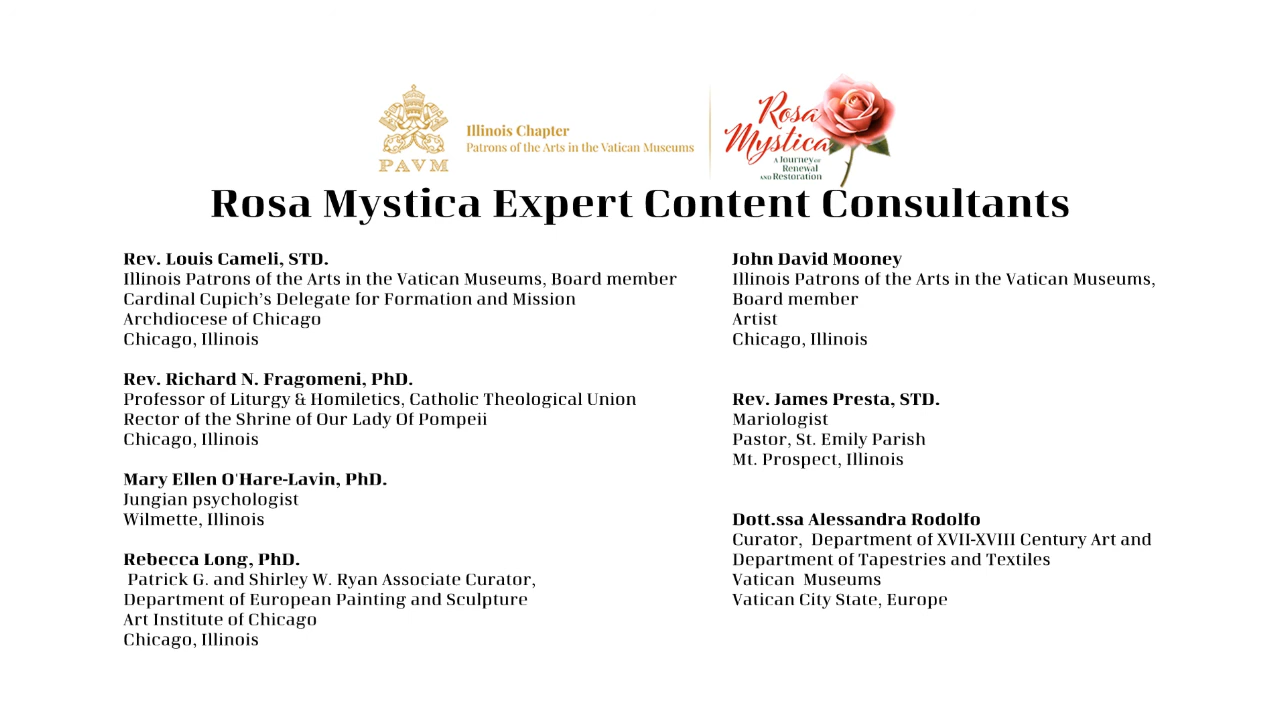 PAVM
Illinois Chapter
Patrons of the Arts in the Vatican Museums
Rosa
Mystica
A Journey of
Renewal
and Restoration
Rosa Mystica Expert Content Consultants
Rev. Louis Cameli, STD.
Illinois Patrons of the Arts in the Vatican Museums, Board member
Cardinal Cupich's Delegate for Formation and Mission
Archdiocese of Chicago
Chicago, Illinois
Rev. Richard N. Fragomeni, PhD.
Professor of Liturgy & Homiletics, Catholic Theological Union
Rector of the Shrine of Our Lady Of Pompeii
Chicago, Illinois
Mary Ellen O'Hare-Lavin, PhD.
Jungian psychologist
Wilmette, Illinois
Rebecca Long, PhD.
Patrick G. and Shirley W. Ryan Associate Curator,
Department of European Painting and Sculpture
Art Institute of Chicago
Chicago, Illinois
John David Mooney
Illinois Patrons of the Arts in the Vatican Museums,
Board member
Artist
Chicago, Illinois
Rev. James Presta, STD.
Mariologist
Pastor, St. Emily Parish
Mt. Prospect, Illinois
Dott.ssa Alessandra Rodolfo
Curator,  Department of XVII-XVIII Century Art and
Department of Tapestries and Textiles
Vatican  Museums
Vatican City State, Europe